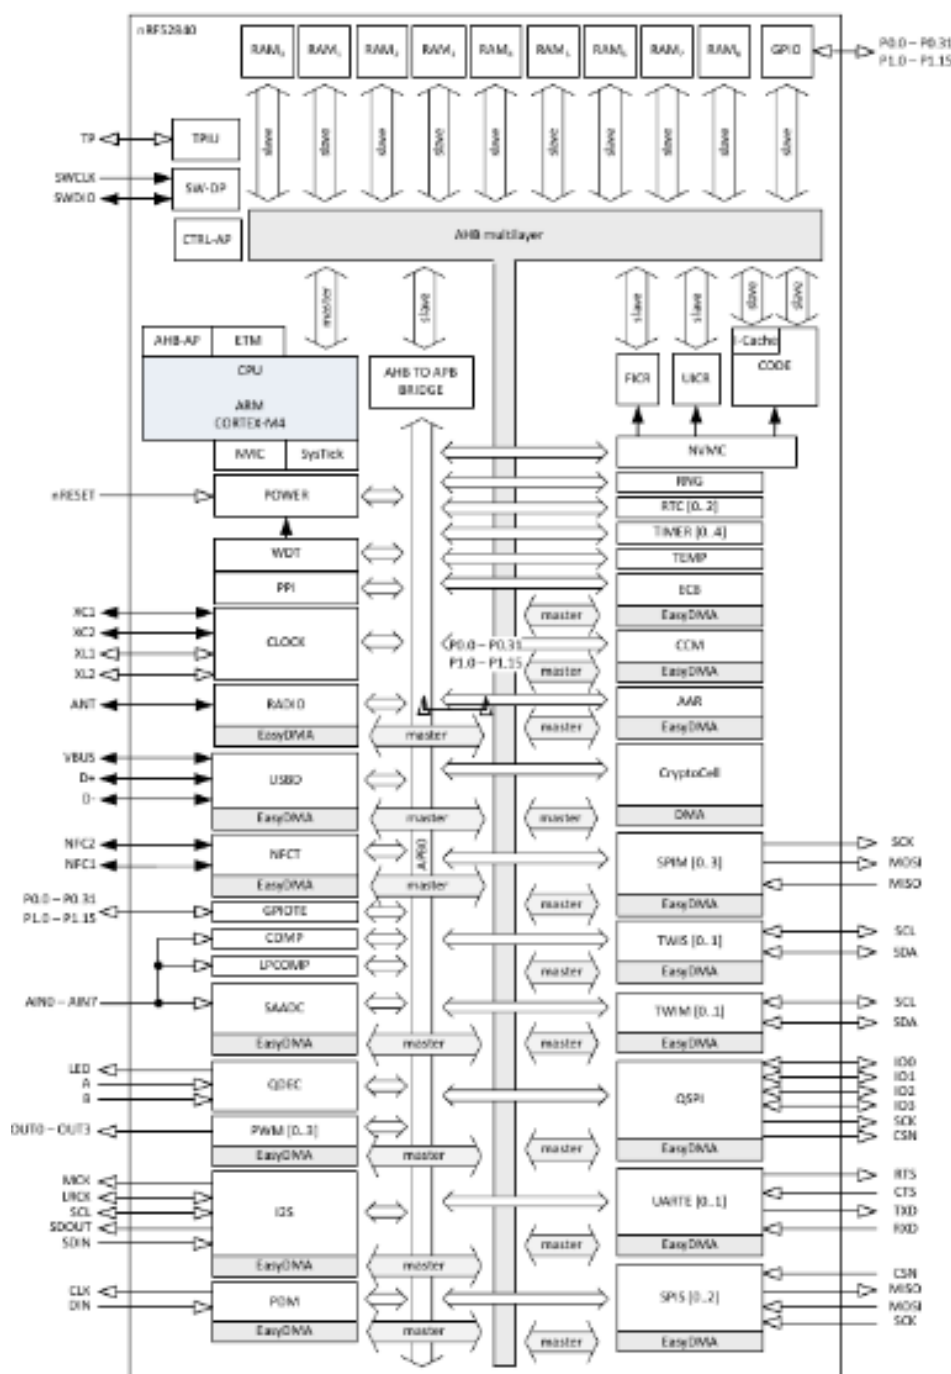 nRF52840
RAM0 RAM1 RAM2 RAM3 RAM4 RAM5 RAM6 RAM7 RAM8 GPIO
P0.0 – P0.31
P1.0 – P1.15
slave slave slave slave slave slave slave slave slave slave
TP TPIU
SWCLK
SWDIO
SW-DP
CTRL-AP
AHB multilayer
master slave slave slave slave slave
AHB-AP ETM
CPU
ARM
CORTEX-M4
NVIC SysTick
AHB TO APB
BRIDGE
FICR UICR
I-Cache
CODE
NVMC
nRESET POWER
RNG
RTC [0..2]
WDT
TIMER [0..4]
TEMP
PPI
ECB
master EasyDMA
XC1
XC2
XL1
XL2
CLOCK
P0.0 – P0.31
P1.0 – P1.15
CCM
master EasyDMA
ANT RADIO
EasyDMA master
AAR
master EasyDMA
VBUS
D+
D-
USBD
EasyDMA master
CryptoCell
master DMA
APB0
NFC2
NFC1
NFCT
EasyDMA master
SPIM [0..3]
master EasyDMA
SCK
MOSI
MISO
P0.0 – P0.31
P1.0 – P1.15
GPIOTE
COMP
LPCOMP
TWIS [0..1]
master EasyDMA
SCL
SDA
AIN0 – AIN7
SAADC
EasyDMA master
TWIM [0..1]
master EasyDMA
SCL
SDA
LED
A
B
QDEC
QSPI
master EasyDMA
IO0
IO1
IO2
IO3
SCK
CSN
OUT0 – OUT3
PWM [0..3]
EasyDMA master
MCK
LRCK
SCL
SDOUT
SDIN
I2S
EasyDMA master
UARTE [0..1]
master EasyDMA
RTS
CTS
TXD
RXD
CLK
DIN
PDM
EasyDMA master
SPIS [0..2]
master EasyDMA
CSN
MISO
MOSI
SCK